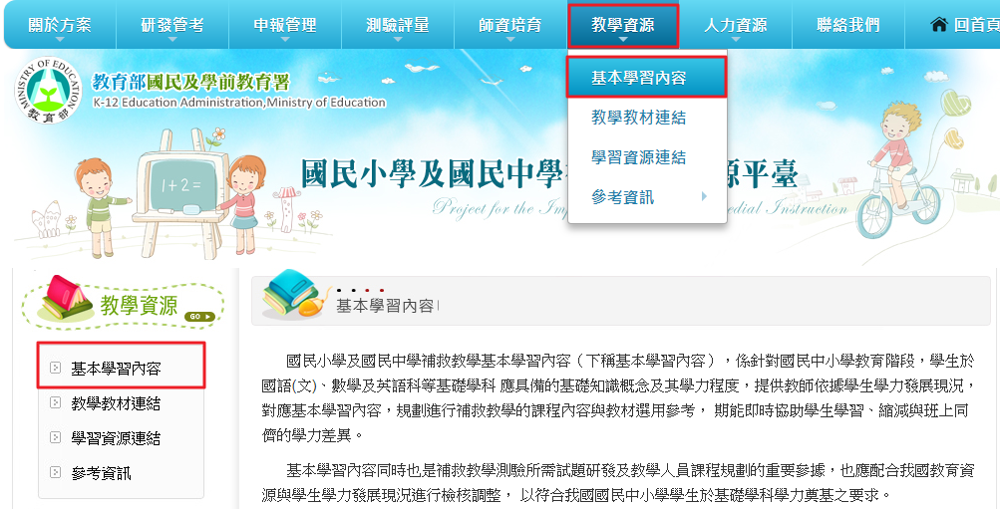 關於方案 研發管考 申報管理 測驗評量 師資培育 教學資源 人力資源 聯絡我們 回首頁
MINISTRY OF EDUCATION
教育部
教育部國民及學前教育署
K-12 Education Administration,Ministry of Education
基本學習內容
教學教材連結
學習資源連結
參考資訊
1+2=
國民小學及國民中學
源平臺
Project for the Im
medial Instruction
教學資源
GO
基本學習內容
教學教材連結
學習資源連結
參考資訊
基本學習內容
國民小學及國民中學補救教學基本學習內容（下稱基本學習內容），係針對國民中小學教育階段，學生於
國語(文)、數學及英語科等基礎學科 應具備的基礎知識概念及其學力程度，提供教師依據學生學力發展現況，
對應基本學習內容，規劃進行補救教學的課程內容與教材選用參考， 期能即時協助學生學習、縮減與班上同
儕的學力差異。
基本學習內容同時也是補救教學測驗所需試題研發及教學人員課程規劃的重要參據，也應配合我國教育資
源與學生學力發展現況進行檢核調整， 以符合我國國民中小學學生於基礎學科學力奠基之要求。